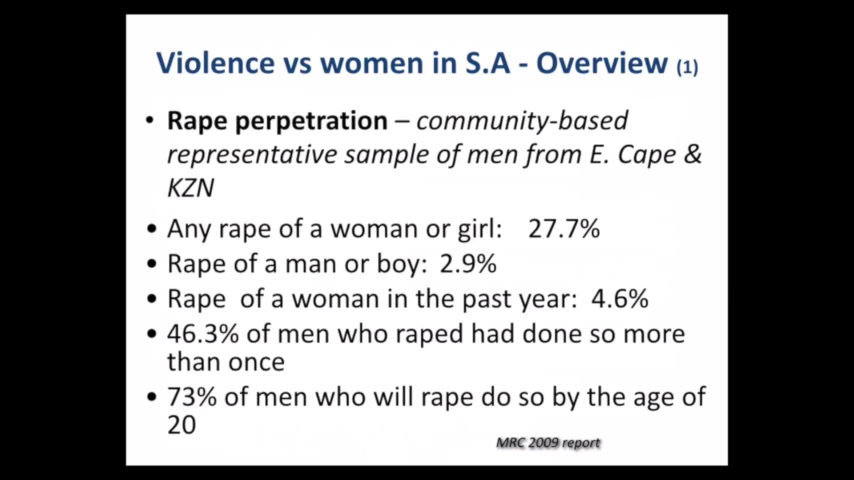 Violence vs women in S.A - Overview (1)
• Rape perpetration – community-based
representative sample of men from E. Cape &
KZN
• Any rape of a woman or girl: 27.7%
• Rape of a man or boy: 2.9%
• Rape of a woman in the past year: 4.6%
• 46.3% of men who raped had done so more
than once
• 73% of men who will rape do so by the age of
20
MRC 2009 report